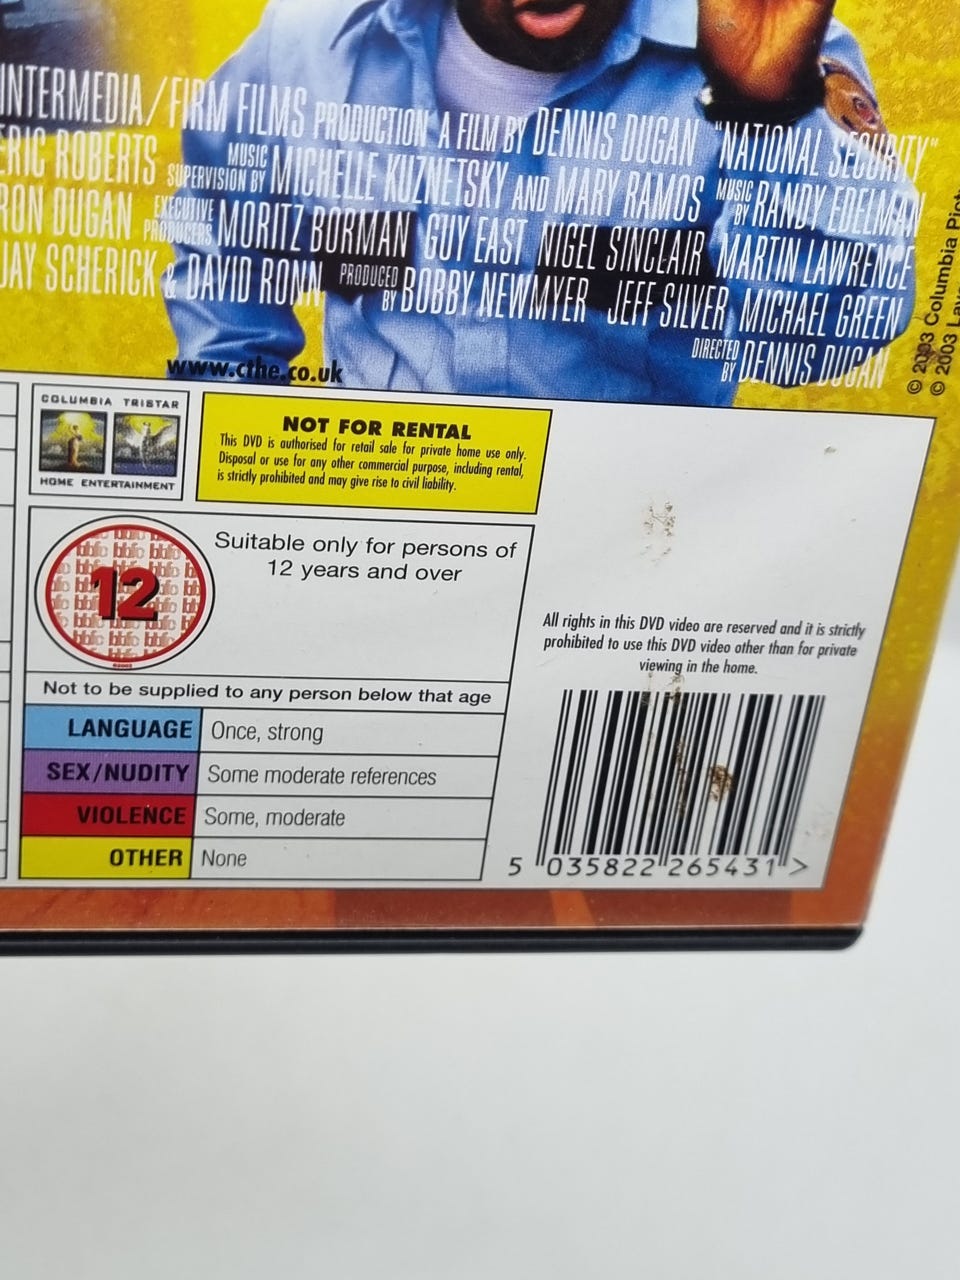 INTERMEDIA/FIRM FILMS PRODUCTION A FILM BY DENNIS DUGAN "NATIONAL SECURITY"
ERIC ROBERTS MUSIC SUPERVISION BY MICHELLE KUZNETSKY AND MARY RAMOS MUSIC BY RANDY EDELMAN
RON DUGAN EXECUTIVE PRODUCERS MORITZ BORMAN GUY EAST NIGEL SINCLAIR MARTIN LAWRENCE
JAY SCHERICK & DAVID RONN PRODUCED BY BOBBY NEWMYER JEFF SILVER MICHAEL GREEN
DIRECTED BY DENNIS DUGAN
www.cthe.co.uk
© 2003 Columbia
© 2003
COLUMBIA TRISTAR
HOME ENTERTAINMENT
NOT FOR RENTAL
This DVD is authorised for retail sale for private home use only.
Disposal or use for any other commercial purpose, including rental,
is strictly prohibited and may give rise to civil liability.
12
Suitable only for persons of
12 years and over
Not to be supplied to any person below that age
LANGUAGE Once, strong
SEX/NUDITY Some moderate references
VIOLENCE Some, moderate
OTHER None
All rights in this DVD video are reserved and it is strictly
prohibited to use this DVD video other than for private
viewing in the home.
5 035822 265431 >